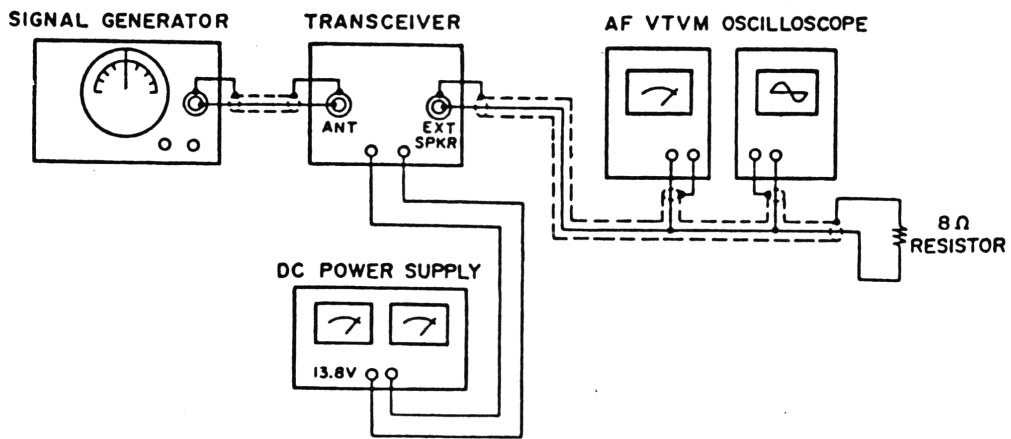 SIGNAL GENERATOR
TRANSCEIVER
AF VTVM OSCILLOSCOPE
ANT
EXT
SPKR
8Ω
RESISTOR
DC POWER SUPPLY
13.8V